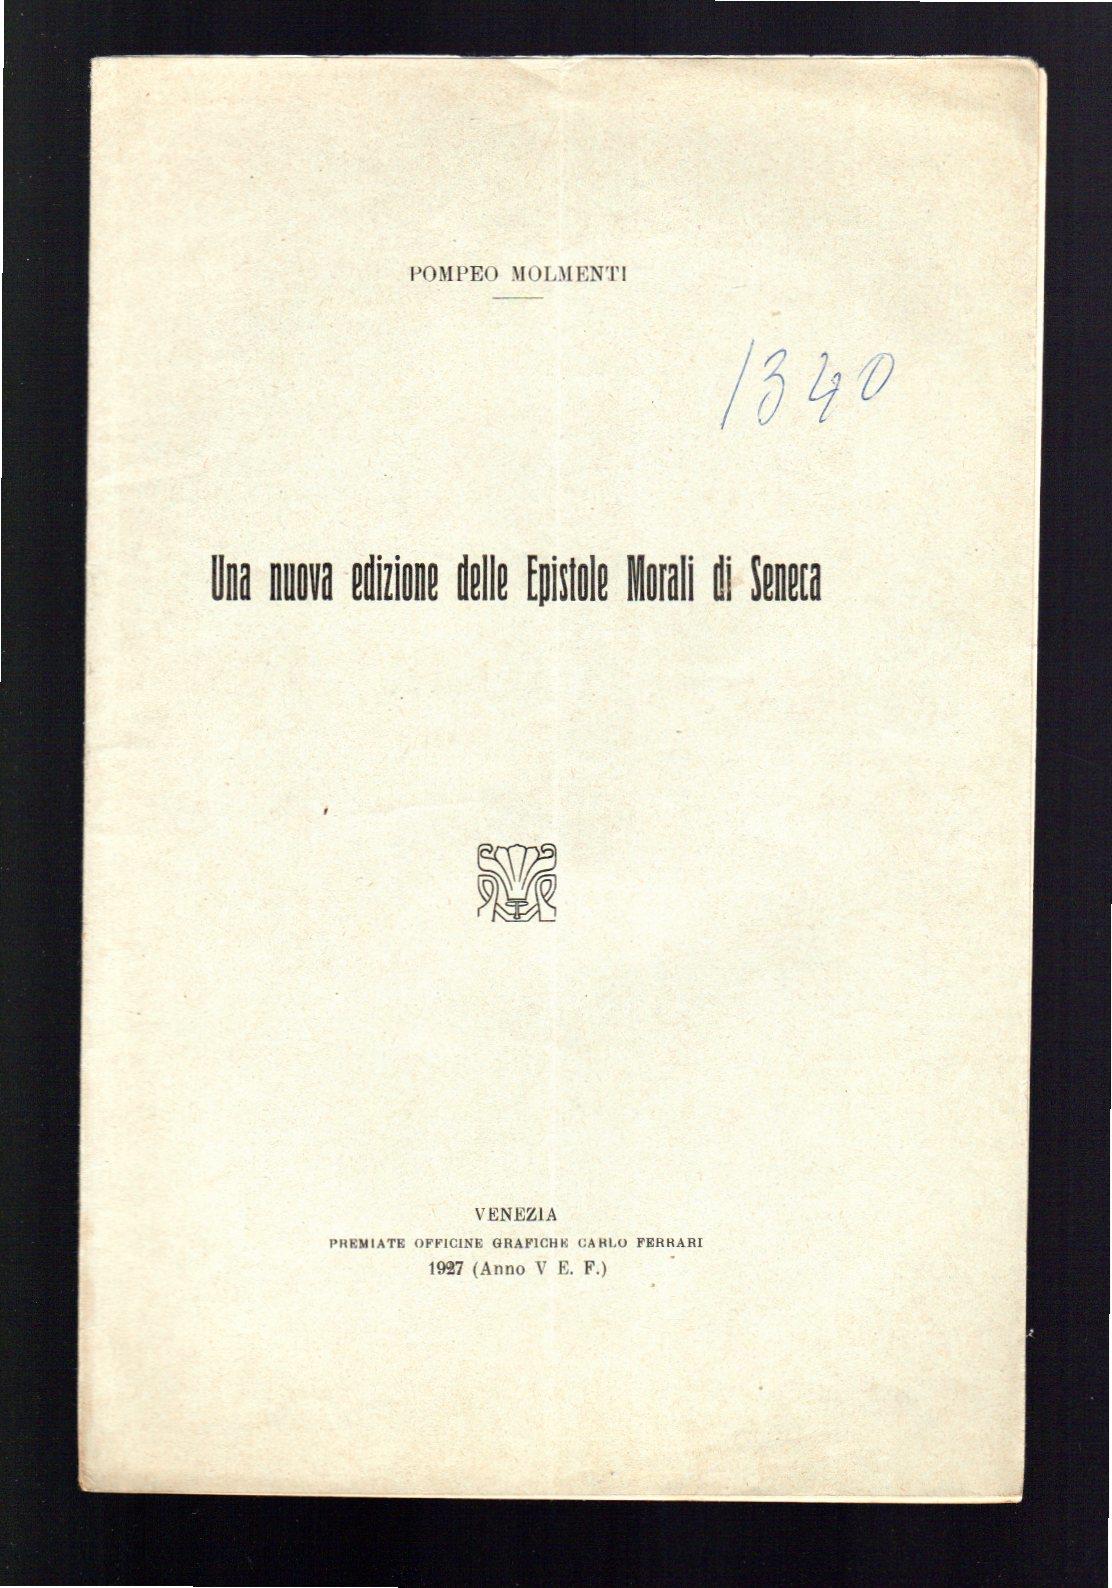 POMPEO MOLMENTI
1340
Una nuova edizione delle Epistole Morali di Seneca
VENEZIA
PREMIATE OFFICINE GRAFICHE CARLO FERRARI
1927 (Anno V E. F.)